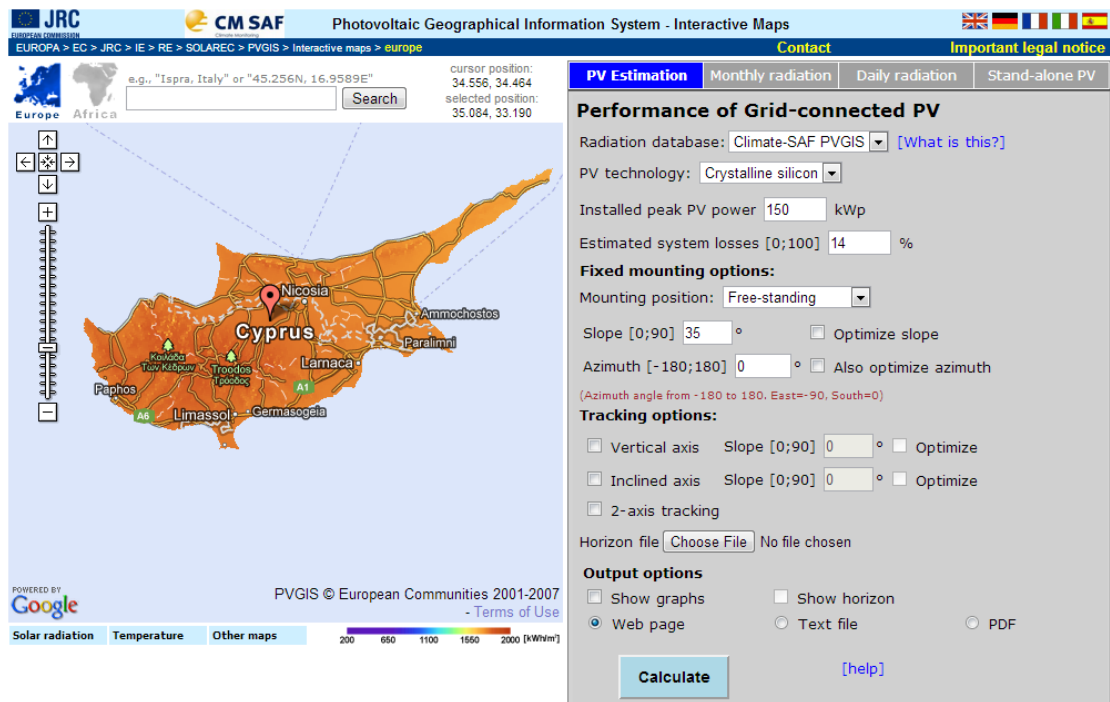 JRC
EUROPEAN COMMISSION
CM SAF
Climate Monitoring
Photovoltaic Geographical Information System - Interactive Maps
EUROPA > EC > JRC > IE > RE > SOLAREC > PVGIS > Interactive maps > europe
Contact
Important legal notice
Europe
Africa
e.g., "Ispra, Italy" or "45.256N, 16.9589E"
Search
cursor position:
34.556, 34.464
selected position:
35.084, 33.190
Nicosia
Ammochostos
Cyprus
Paralimni
Κοιλάδα
Των Κέδρων
Troodos
Τρόοδος
Larnaca
Paphos
A1
A6
Limassol
Germasogeia
POWERED BY
Google
PVGIS © European Communities 2001-2007
- Terms of Use
Solar radiation
Temperature
Other maps
200 650 1100 1550 2000 [kWh/m²]
PV Estimation
Monthly radiation
Daily radiation
Stand-alone PV
Performance of Grid-connected PV
Radiation database: Climate-SAF PVGIS [What is this?]
PV technology: Crystalline silicon
Installed peak PV power 150 kWp
Estimated system losses [0;100] 14 %
Fixed mounting options:
Mounting position: Free-standing
Slope [0;90] 35 ° Optimize slope
Azimuth [-180;180] 0 ° Also optimize azimuth
(Azimuth angle from -180 to 180. East=-90, South=0)
Tracking options:
Vertical axis Slope [0;90] 0 ° Optimize
Inclined axis Slope [0;90] 0 ° Optimize
2-axis tracking
Horizon file Choose File No file chosen
Output options
Show graphs Show horizon
Web page Text file PDF
Calculate
[help]